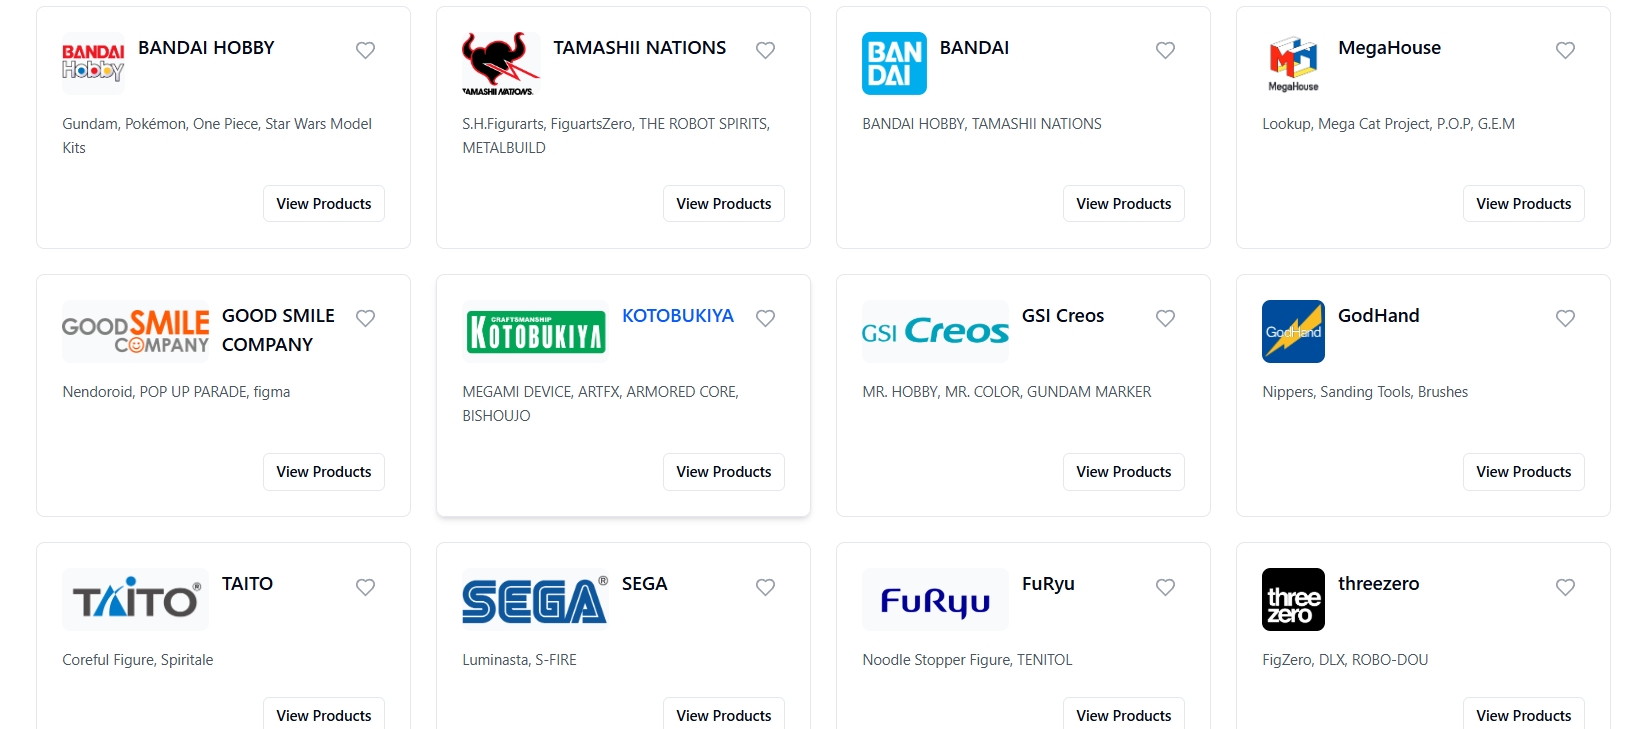 BANDAI
Hobby
BANDAI HOBBY
Gundam, Pokémon, One Piece, Star Wars Model
Kits
View Products
TAMASHII NATIONS.
TAMASHII NATIONS
S.H.Figurarts, FiguartsZero, THE ROBOT SPIRITS,
METALBUILD
View Products
BAN
DAI
BANDAI
BANDAI HOBBY, TAMASHII NATIONS
View Products
MegaHouse
MegaHouse
Lookup, Mega Cat Project, P.O.P, G.E.M
View Products
GOOD SMILE
COMPANY
GOOD SMILE
COMPANY
Nendoroid, POP UP PARADE, figma
View Products
CRAFTSMANSHIP
KOTOBUKIYA
KOTOBUKIYA
MEGAMI DEVICE, ARTFX, ARMORED CORE,
BISHOUJO
View Products
GSI Creos
GSI Creos
MR. HOBBY, MR. COLOR, GUNDAM MARKER
View Products
GodHand
GodHand
Nippers, Sanding Tools, Brushes
View Products
TAITO®
TAITO
Coreful Figure, Spiritale
View Products
SEGA®
SEGA
Luminasta, S-FIRE
View Products
FuRyu
FuRyu
Noodle Stopper Figure, TENITOL
View Products
three
zero
threezero
FigZero, DLX, ROBO-DOU
View Products